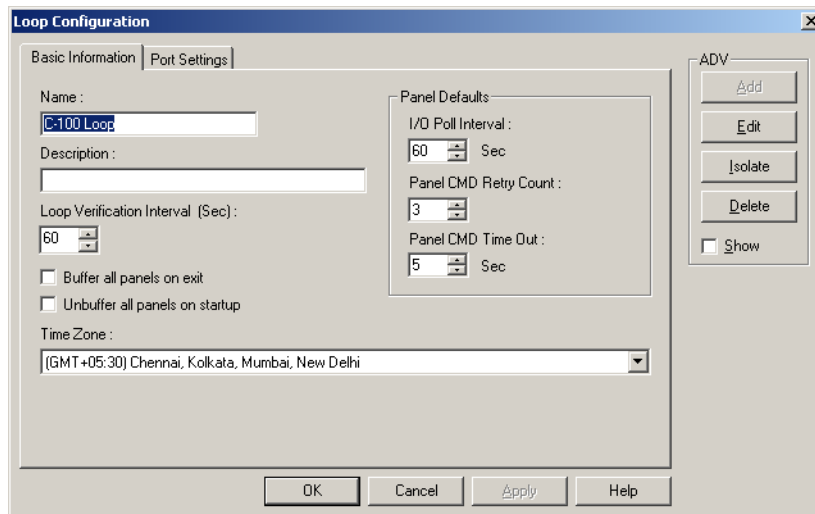 Loop Configuration
Basic Information
Port Settings
Name :
C-100 Loop
Description :
Loop Verification Interval (Sec) :
60
Buffer all panels on exit
Unbuffer all panels on startup
Time Zone :
(GMT+05:30) Chennai, Kolkata, Mumbai, New Delhi
Panel Defaults
I/O Poll Interval :
60 Sec
Panel CMD Retry Count :
3
Panel CMD Time Out :
5 Sec
ADV
Add
Edit
Isolate
Delete
Show
OK
Cancel
Apply
Help